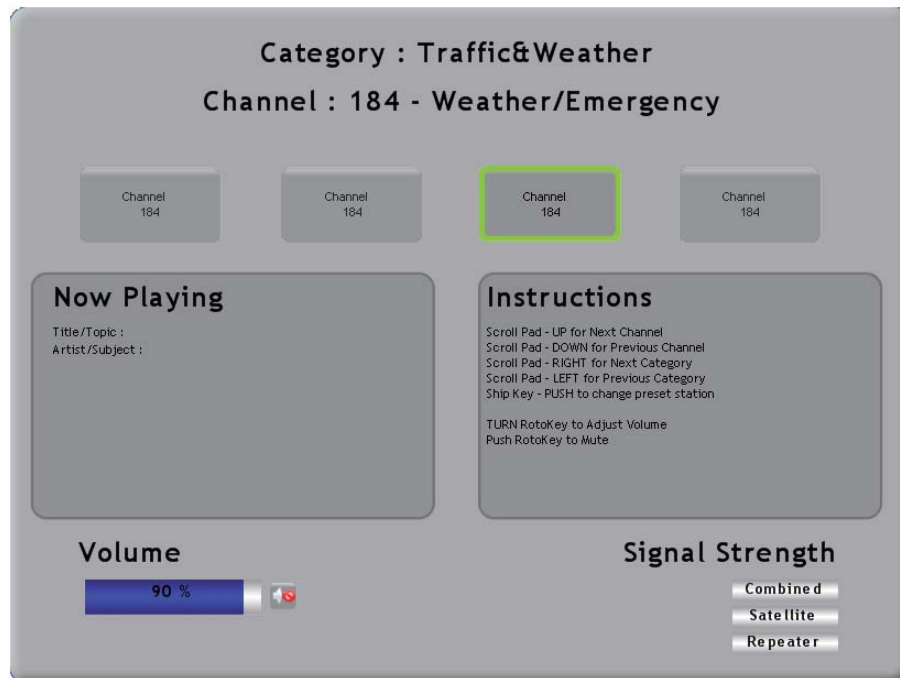 Category : Traffic&Weather
Channel : 184 - Weather/Emergency
Channel
184
Channel
184
Channel
184
Channel
184
Now Playing
Title/Topic :
Artist/Subject :
Instructions
Scroll Pad - UP for Next Channel
Scroll Pad - DOWN for Previous Channel
Scroll Pad - RIGHT for Next Category
Scroll Pad - LEFT for Previous Category
Ship Key - PUSH to change preset station
TURN RotoKey to Adjust Volume
Push RotoKey to Mute
Volume
90 %
Signal Strength
Combined
Satellite
Repeater